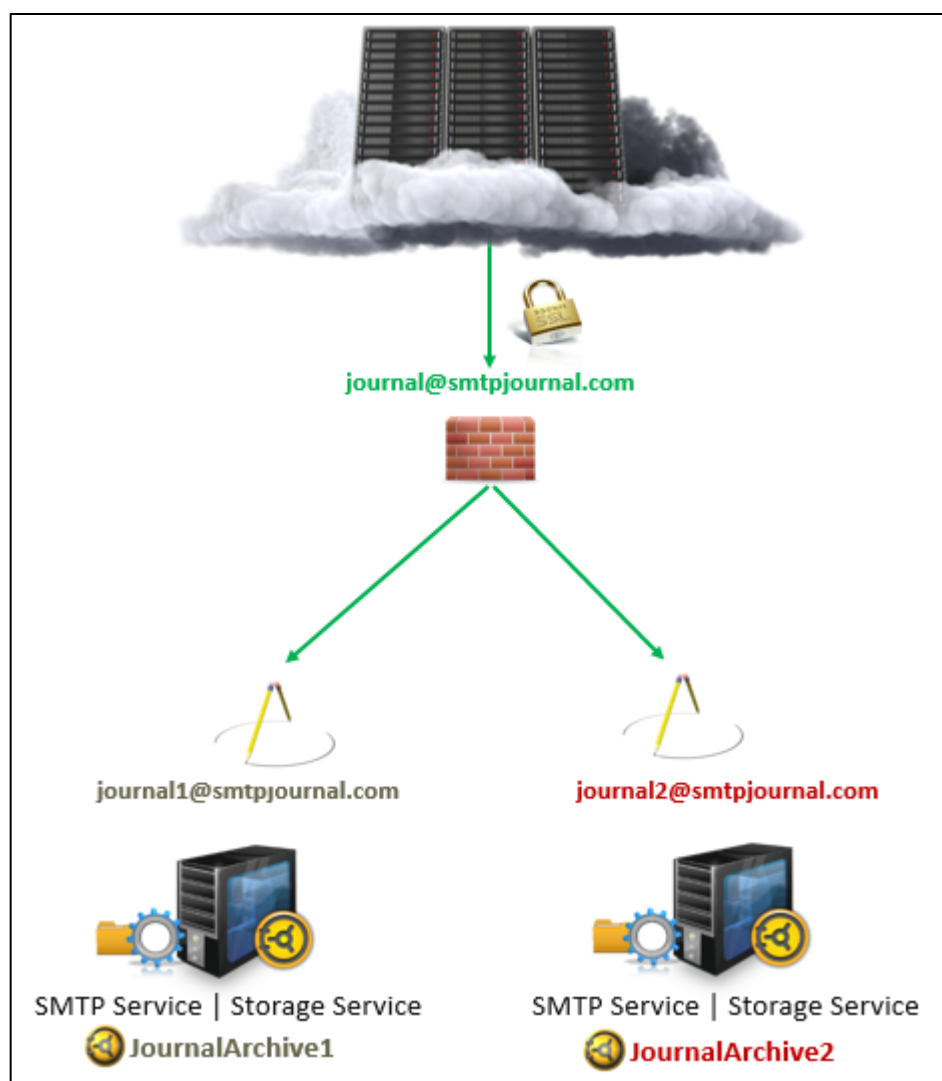 SSL
journal@smtpjournal.com
journal1@smtpjournal.com
journal2@smtpjournal.com
SMTP Service | Storage Service
SMTP Service | Storage Service
JournalArchive1
JournalArchive2